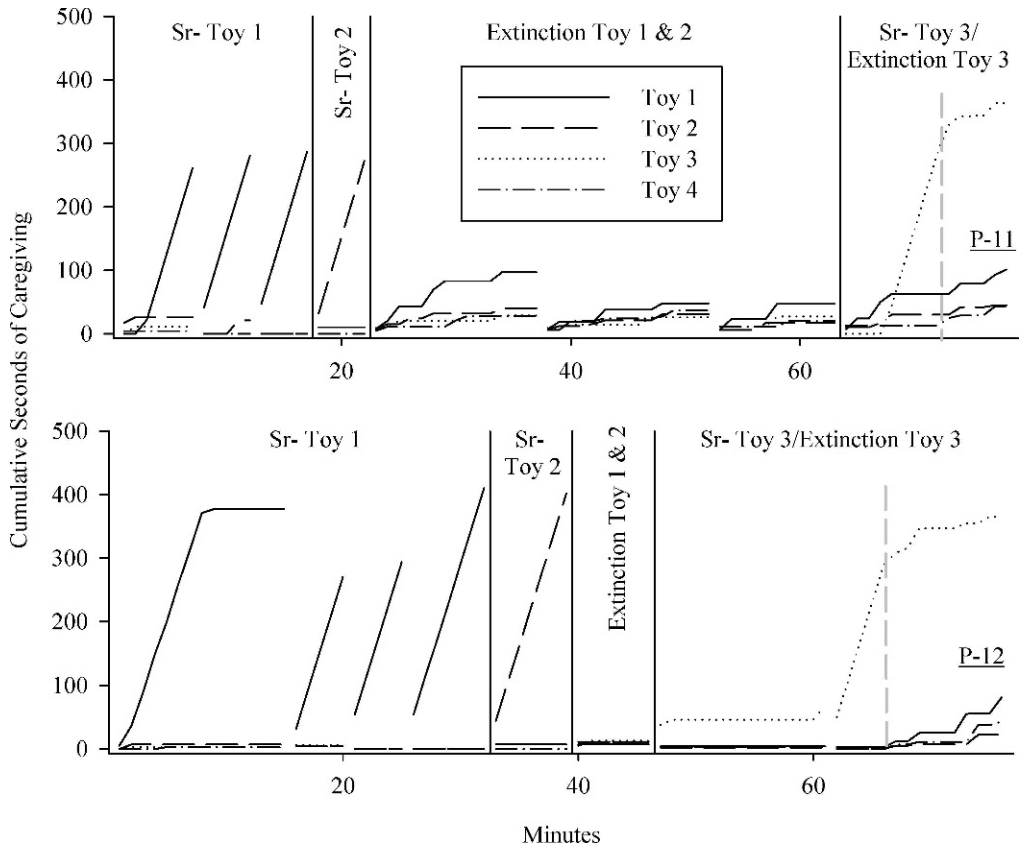 500
400
300
200
100
0
Sr- Toy 1
Sr- Toy 2
Extinction Toy 1 & 2
Sr- Toy 3/
Extinction Toy 3
Toy 1
Toy 2
Toy 3
Toy 4
P-11
20
40
60
Cumulative Seconds of Caregiving
500
400
300
200
100
0
Sr- Toy 1
Sr-
Toy 2
Extinction Toy 1 & 2
Sr- Toy 3/Extinction Toy 3
P-12
20
40
60
Minutes